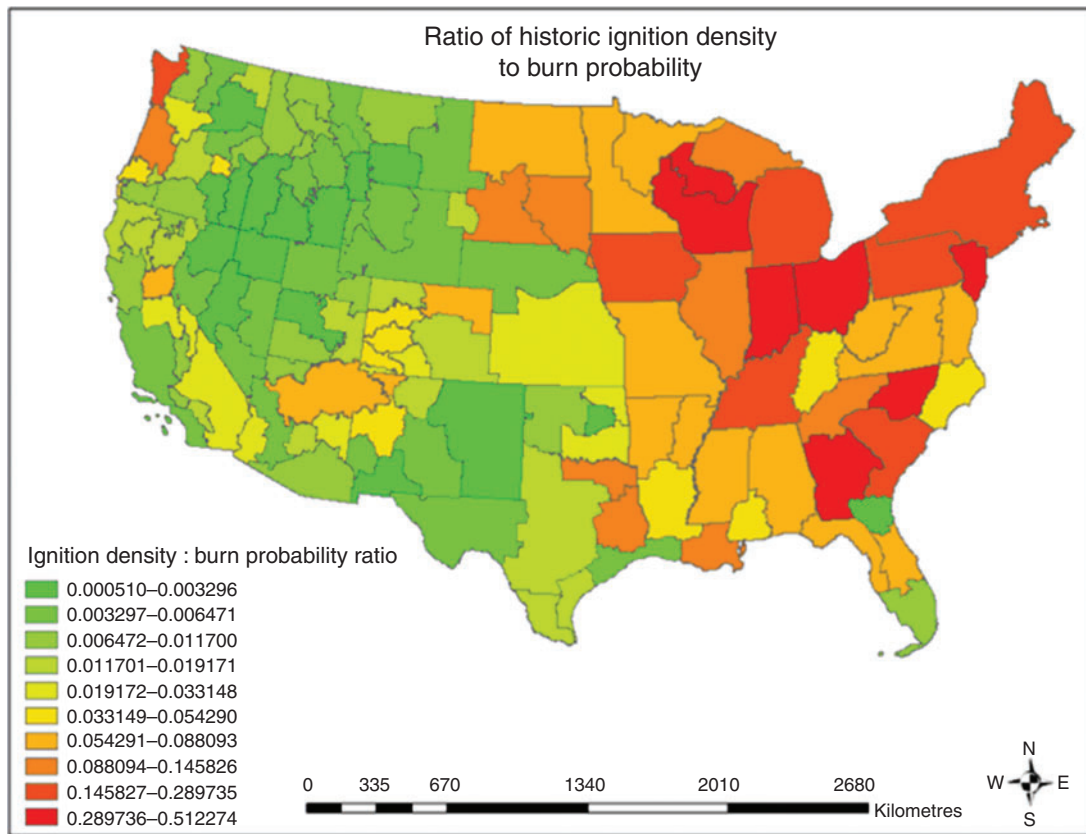 Ratio of historic ignition density
to burn probability
Ignition density : burn probability ratio
0.000510–0.003296
0.003297–0.006471
0.006472–0.011700
0.011701–0.019171
0.019172–0.033148
0.033149–0.054290
0.054291–0.088093
0.088094–0.145826
0.145827–0.289735
0.289736–0.512274
0 335 670 1340 2010 2680
Kilometres
N
W E
S